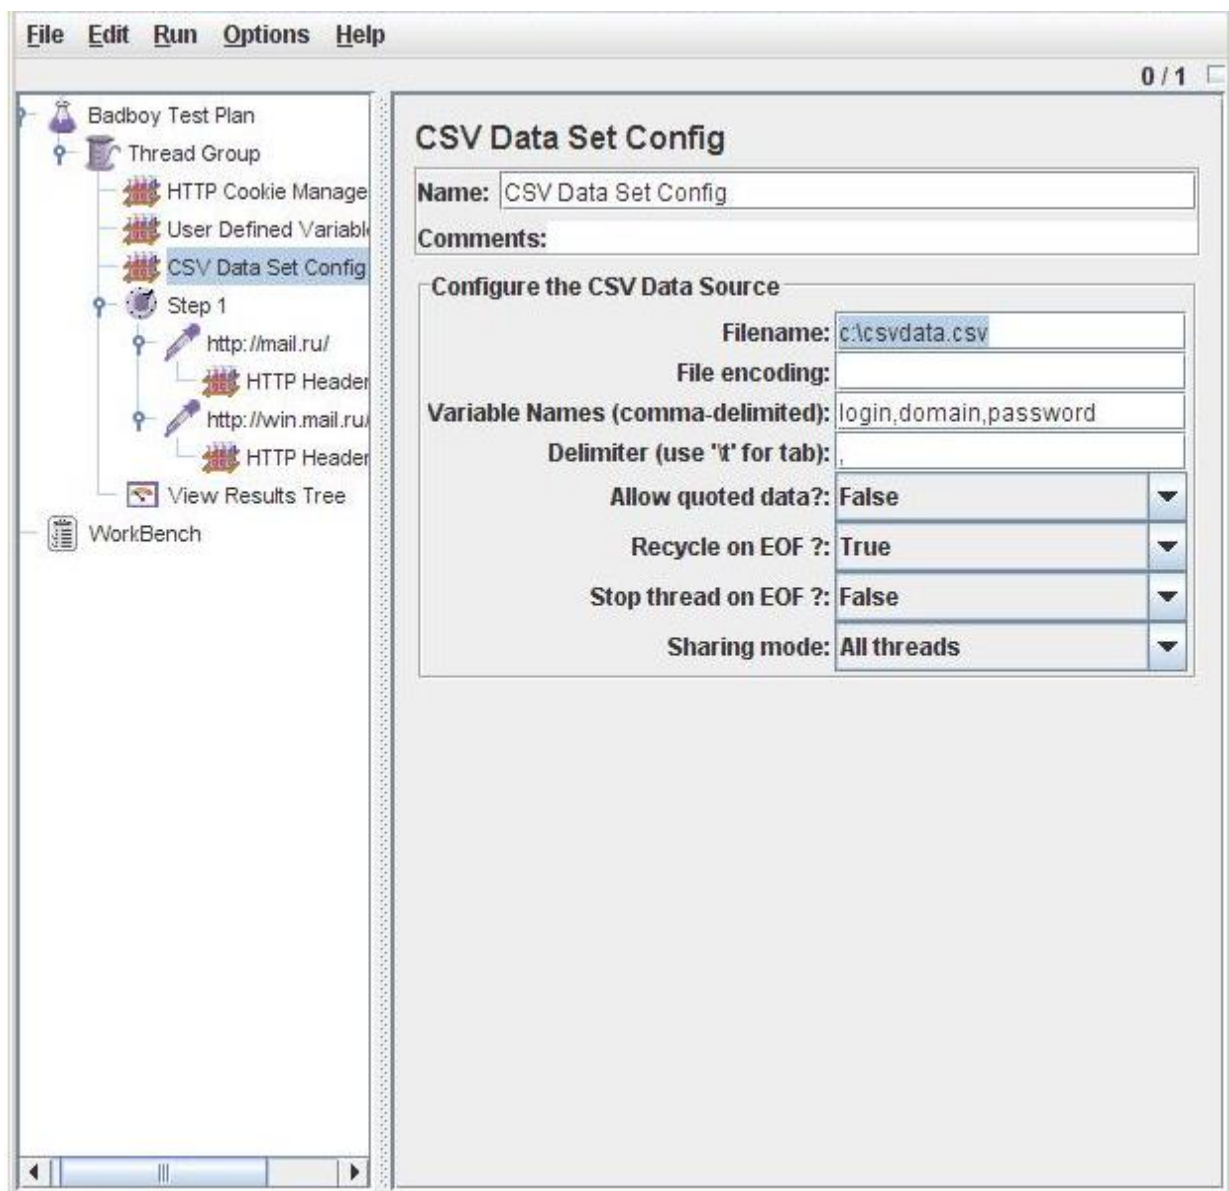 File Edit Run Options Help
0 / 1
Badboy Test Plan
Thread Group
HTTP Cookie Manage
User Defined Variabl
CSV Data Set Config
Step 1
http://mail.ru/
HTTP Header
http://win.mail.ru/
HTTP Header
View Results Tree
WorkBench
CSV Data Set Config
Name: CSV Data Set Config
Comments:
Configure the CSV Data Source
Filename: c:\csvdata.csv
File encoding:
Variable Names (comma-delimited): login,domain,password
Delimiter (use '\t' for tab): ,
Allow quoted data?: False
Recycle on EOF ?: True
Stop thread on EOF ?: False
Sharing mode: All threads